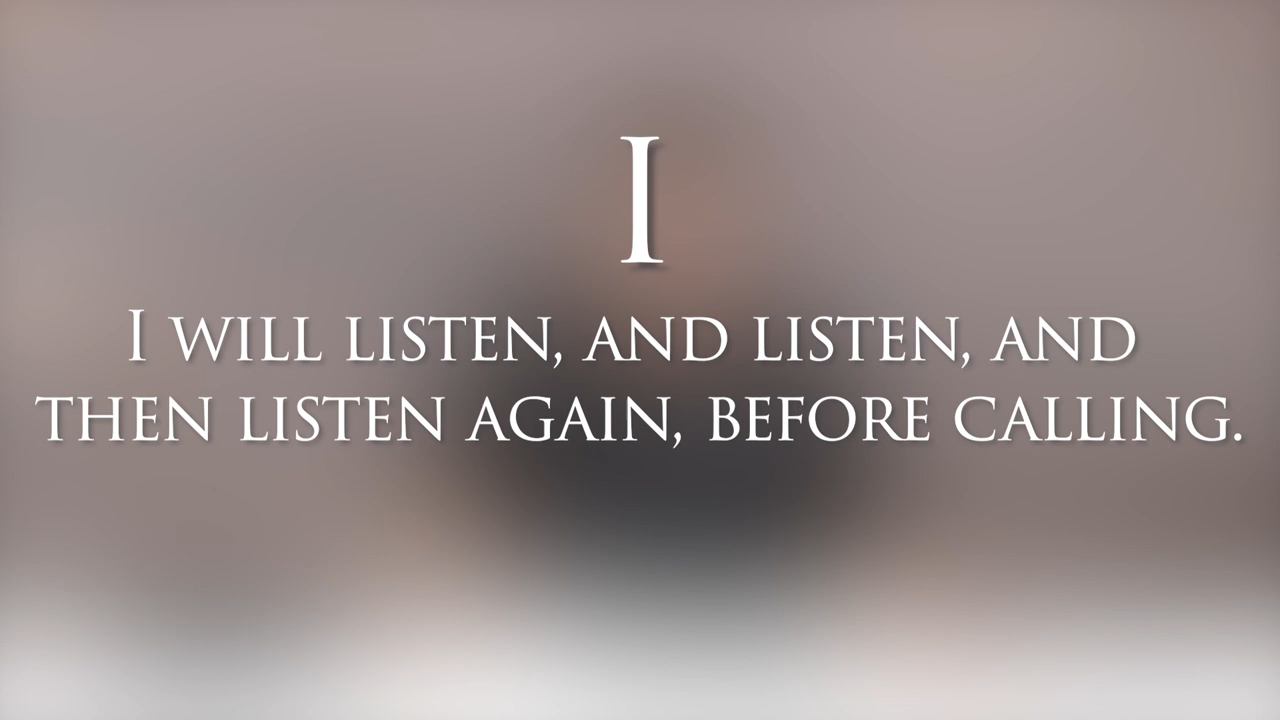 I
I WILL LISTEN, AND LISTEN, AND
THEN LISTEN AGAIN, BEFORE CALLING.